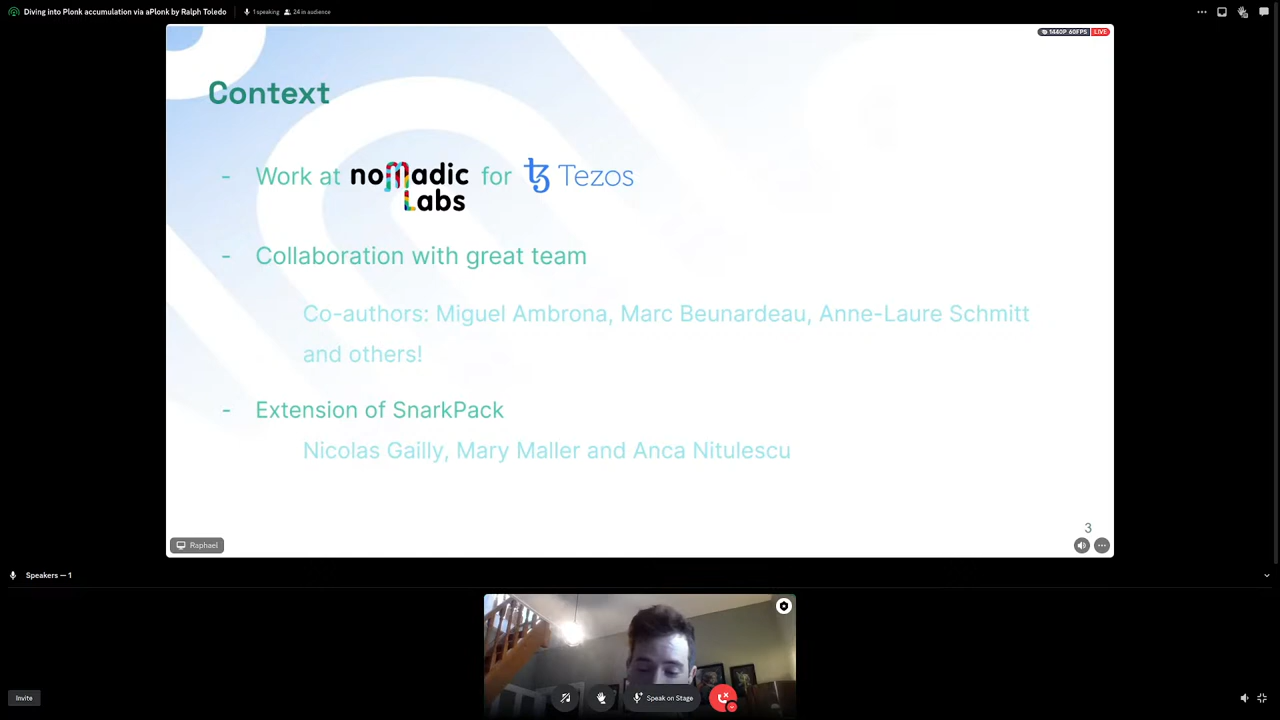 Diving into Plonk accumulation via aPlonk by Ralph Toledo
1 speaking
24 in audience
1440P 60FPS
LIVE
Context
- Work at noMadic Labs for Tezos
- Collaboration with great team
Co-authors: Miguel Ambrona, Marc Beunardeau, Anne-Laure Schmitt
and others!
- Extension of SnarkPack
Nicolas Gailly, Mary Maller and Anca Nitulescu
3
Raphael
Speakers — 1
Invite
Speak on Stage